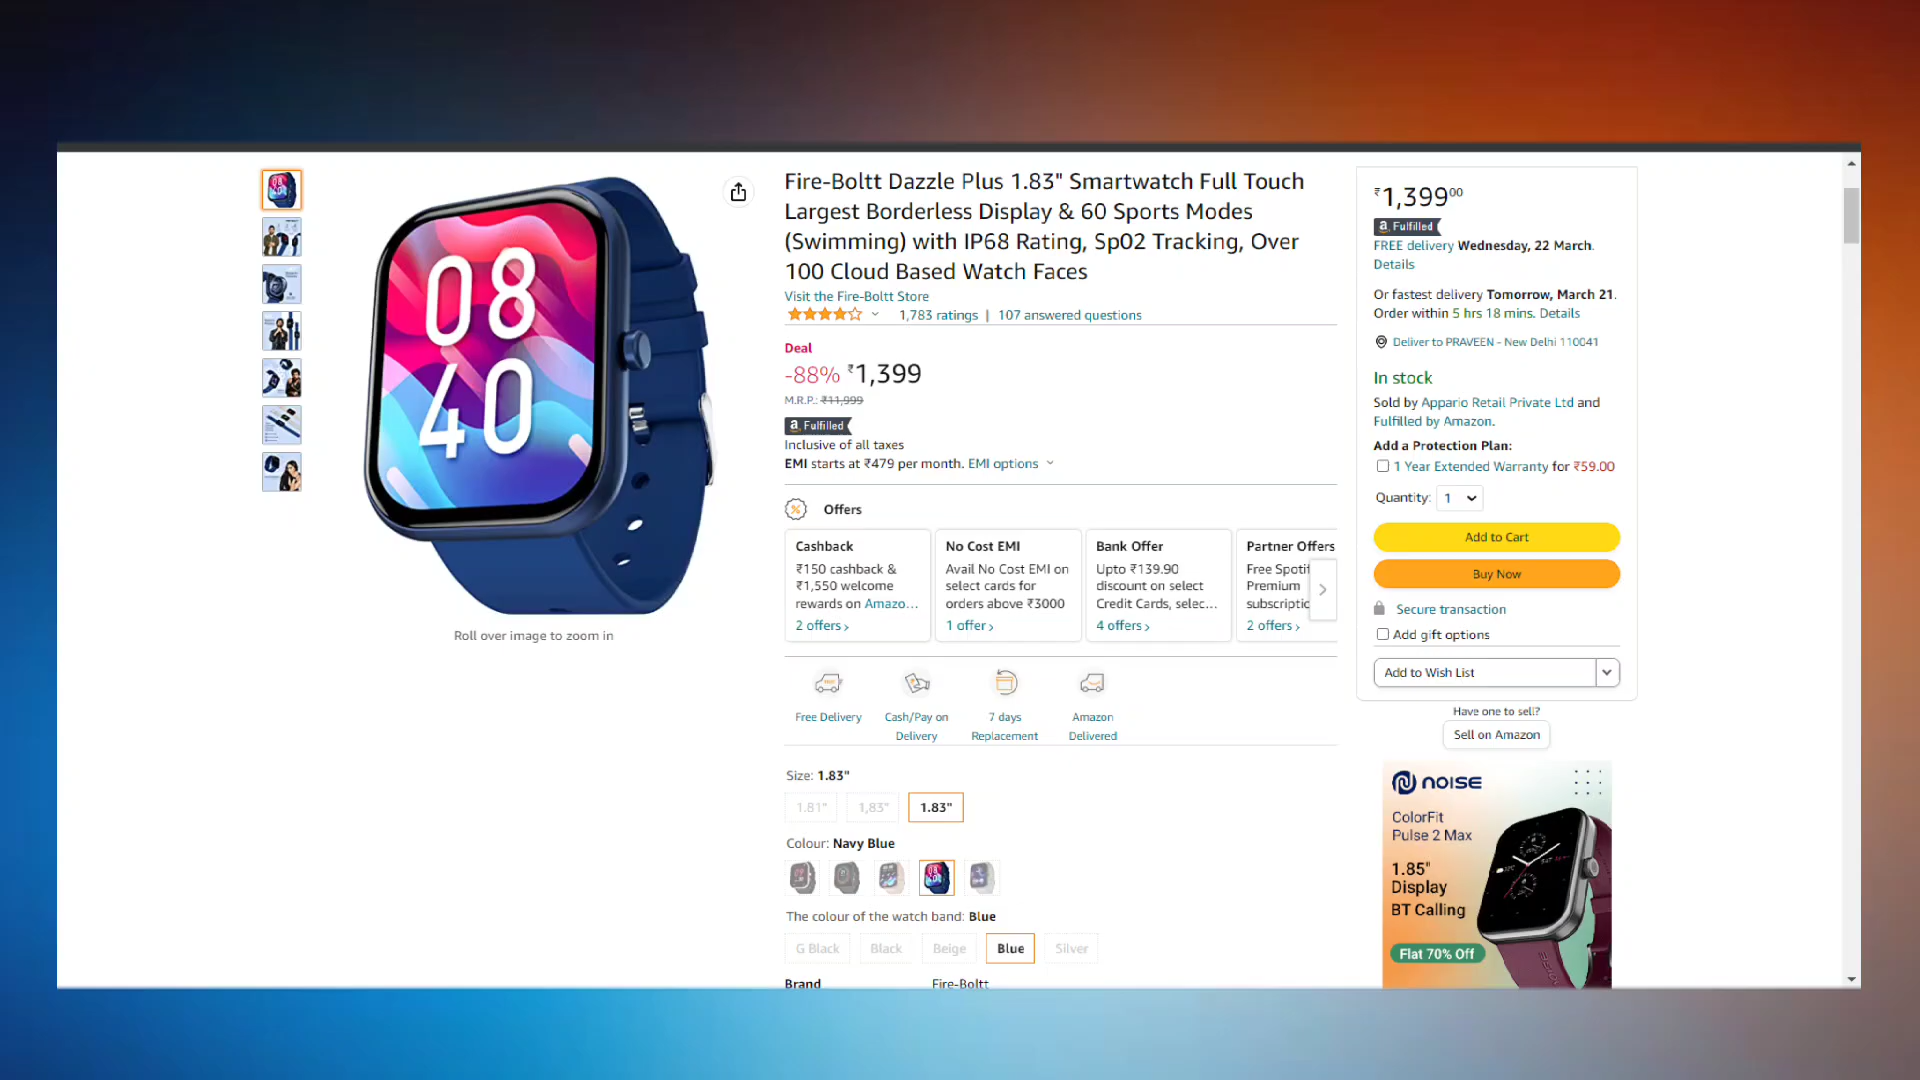 08
40
Roll over image to zoom in
Fire-Boltt Dazzle Plus 1.83" Smartwatch Full Touch
Largest Borderless Display & 60 Sports Modes
(Swimming) with IP68 Rating, Sp02 Tracking, Over
100 Cloud Based Watch Faces
Visit the Fire-Boltt Store
1,783 ratings | 107 answered questions
Deal
-88% ₹1,399
M.R.P.: ₹11,999
a Fulfilled
Inclusive of all taxes
EMI starts at ₹479 per month. EMI options
Offers
Cashback
₹150 cashback &
₹1,550 welcome
rewards on Amazo...
2 offers›
No Cost EMI
Avail No Cost EMI on
select cards for
orders above ₹3000
1 offer›
Bank Offer
Upto ₹139.90
discount on select
Credit Cards, selec...
4 offers›
Partner Offers
Free Spotif
Premium
subscriptic
2 offers›
Free Delivery
Cash/Pay on
Delivery
7 days
Replacement
Amazon
Delivered
Size: 1.83"
1.81" 1,83" 1.83"
Colour: Navy Blue
The colour of the watch band: Blue
G Black Black Beige Blue Silver
Brand Fire-Boltt
₹1,399⁰⁰
a Fulfilled
FREE delivery Wednesday, 22 March.
Details
Or fastest delivery Tomorrow, March 21.
Order within 5 hrs 18 mins. Details
Deliver to PRAVEEN - New Delhi 110041
In stock
Sold by Appario Retail Private Ltd and
Fulfilled by Amazon.
Add a Protection Plan:
1 Year Extended Warranty for ₹59.00
Quantity: 1
Add to Cart
Buy Now
Secure transaction
Add gift options
Add to Wish List
Have one to sell?
Sell on Amazon
NOISE
ColorFit
Pulse 2 Max
1.85"
Display
BT Calling
Flat 70% Off